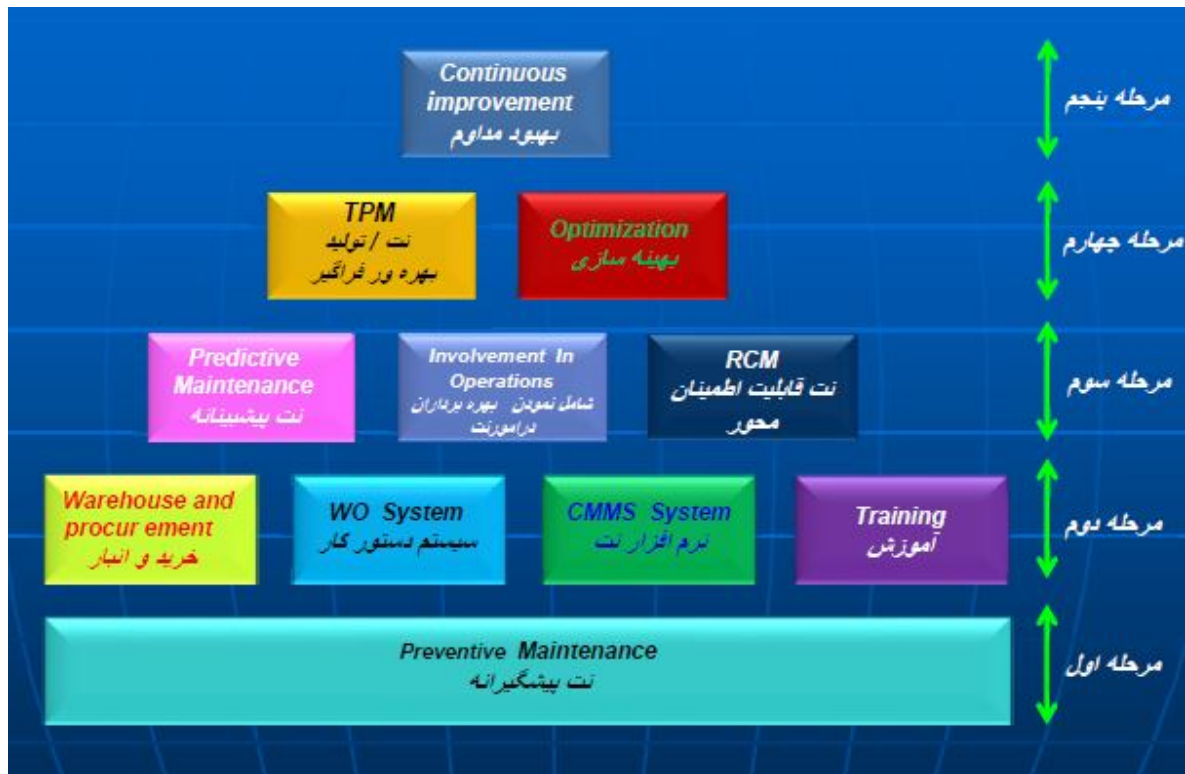 Continuous
improvement
بهبود مداوم
مرحله پنجم
TPM
نت / تولید
بهره ور فراگیر
Optimization
بهینه سازی
مرحله چهارم
Predictive
Maintenance
نت پیشبینانه
Involvement In
Operations
شامل نمودن بهره برداران
درامورنت
RCM
نت قابلیت اطمینان
محور
مرحله سوم
Warehouse and
procur ement
خرید و انبار
WO System
سیستم دستور کار
CMMS System
نرم افزار نت
Training
آموزش
مرحله دوم
Preventive Maintenance
نت پیشگیرانه
مرحله اول